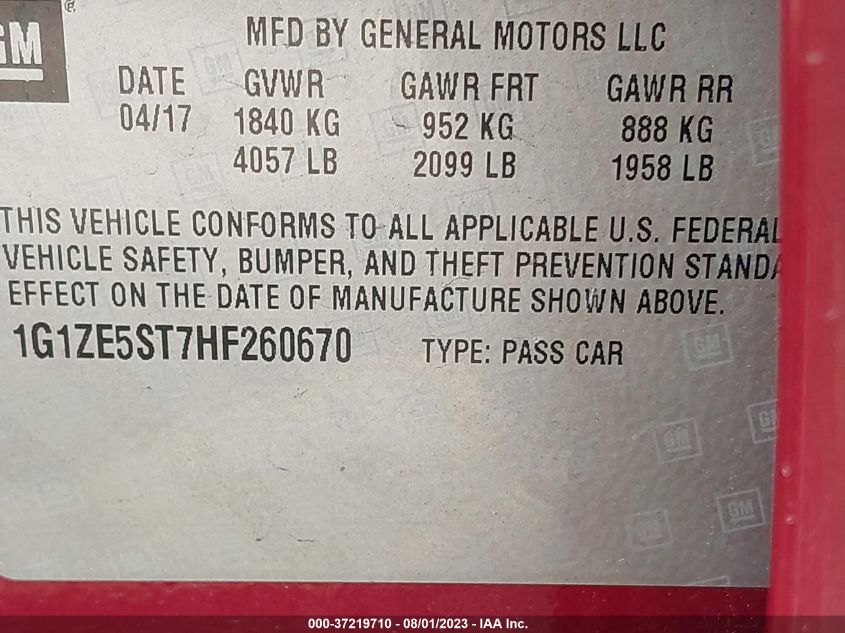 GM ®
MFD BY GENERAL MOTORS LLC
DATE GVWR GAWR FRT GAWR RR
04/17 1840 KG 952 KG 888 KG
4057 LB 2099 LB 1958 LB
THIS VEHICLE CONFORMS TO ALL APPLICABLE U.S. FEDERAL
VEHICLE SAFETY, BUMPER, AND THEFT PREVENTION STANDA
EFFECT ON THE DATE OF MANUFACTURE SHOWN ABOVE.
1G1ZE5ST7HF260670 TYPE: PASS CAR
000-37219710 - 08/01/2023 - IAA Inc.